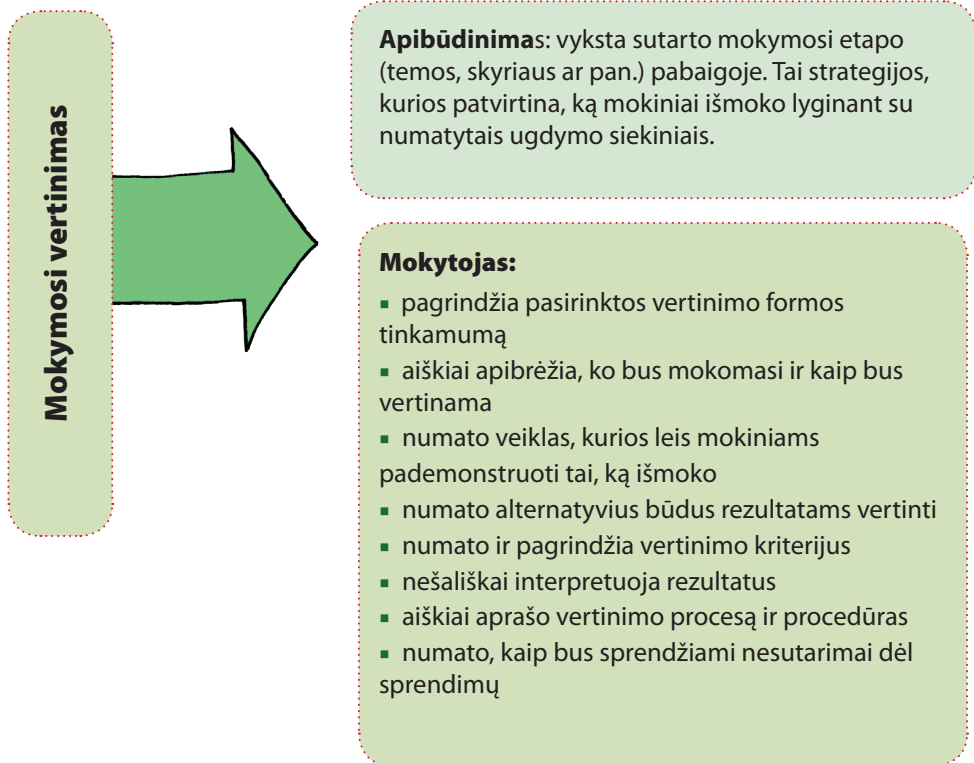 Mokymosi vertinimas
Apibūdinimas: vyksta sutarto mokymosi etapo
(temos, skyriaus ar pan.) pabaigoje. Tai strategijos,
kurios patvirtina, ką mokiniai išmoko lyginant su
numatytais ugdymo siekiniais.
Mokytojas:
▪ pagrindžia pasirinktos vertinimo formos
tinkamumą
▪ aiškiai apibrėžia, ko bus mokomasi ir kaip bus
vertinama
▪ numato veiklas, kurios leis mokiniams
pademonstruoti tai, ką išmoko
▪ numato alternatyvius būdus rezultatams vertinti
▪ numato ir pagrindžia vertinimo kriterijus
▪ nešališkai interpretuoja rezultatus
▪ aiškiai aprašo vertinimo procesą ir procedūras
▪ numato, kaip bus sprendžiami nesutarimai dėl
sprendimų